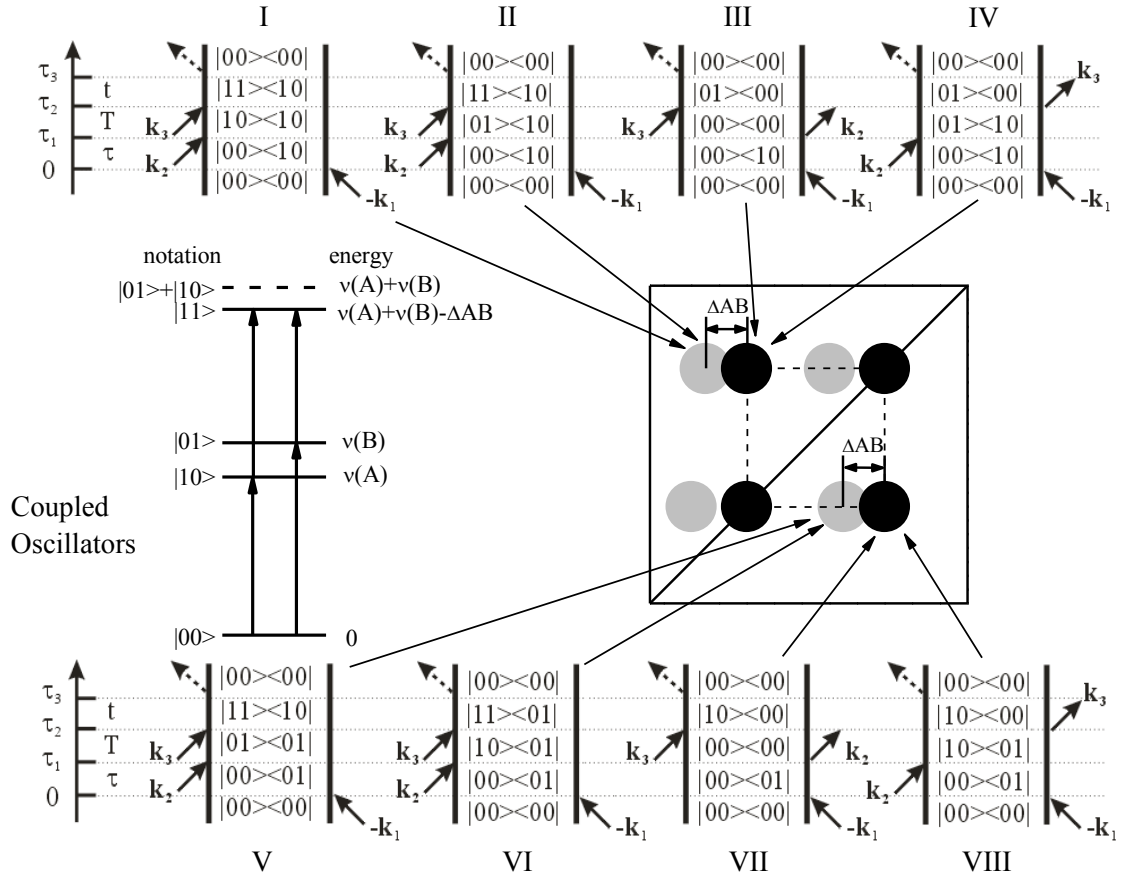 I II III IV
τ₃ |00><00| |00><00| |00><00| |00><00| k₃
t |11><10| |11><10| |01><00| |01><00|
τ₂ k₃ k₃ k₃ k₂
T |10><10| |01><10| |00><00| |01><10|
τ₁ k₂ k₂ k₂
τ |00><10| |00><10| |00><10| |00><10|
0 |00><00| |00><00| |00><00| |00><00|
-k₁ -k₁ -k₁ -k₁
notation energy
|01>+|10> ν(A)+ν(B)
|11> ν(A)+ν(B)-ΔAB
|01> ν(B)
|10> ν(A)
|00> 0
Coupled
Oscillators
ΔAB
ΔAB
τ₃ |00><00| |00><00| |00><00| |00><00| k₃
t |11><10| |11><01| |10><00| |10><00|
τ₂ k₃ k₃ k₃ k₂
T |01><01| |10><01| |00><00| |10><01|
τ₁ k₂ k₂ k₂
τ |00><01| |00><01| |00><01| |00><01|
0 |00><00| |00><00| |00><00| |00><00|
-k₁ -k₁ -k₁ -k₁
V VI VII VIII